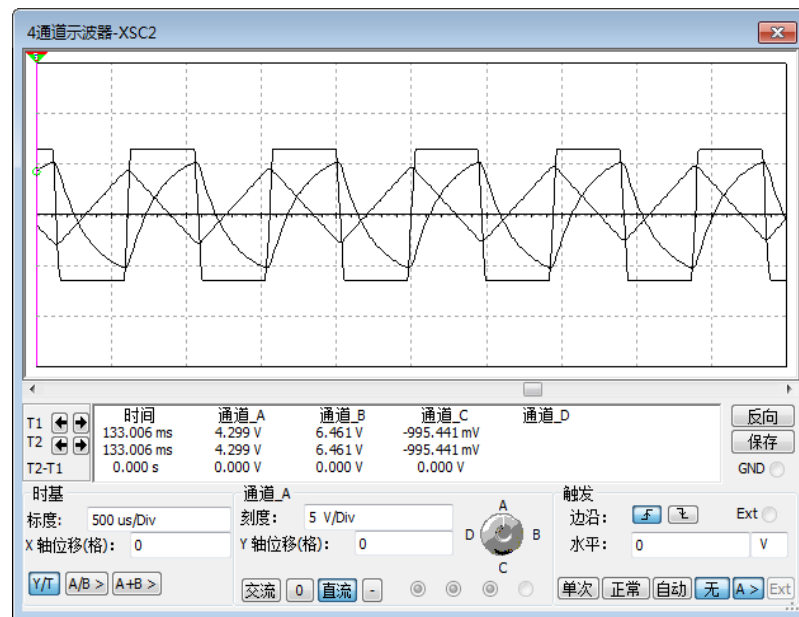 4通道示波器-XSC2
时间 通道_A 通道_B 通道_C 通道_D
T1 133.006 ms 4.299 V 6.461 V -995.441 mV
T2 133.006 ms 4.299 V 6.461 V -995.441 mV
T2-T1 0.000 s 0.000 V 0.000 V 0.000 V
反向
保存
GND
时基
标度: 500 us/Div
X 轴位移(格): 0
Y/T A/B > A+B >
通道_A
刻度: 5 V/Div
Y 轴位移(格): 0
交流 0 直流 -
A
D B
C
触发
边沿: Ext
水平: 0 V
单次 正常 自动 无 A > Ext